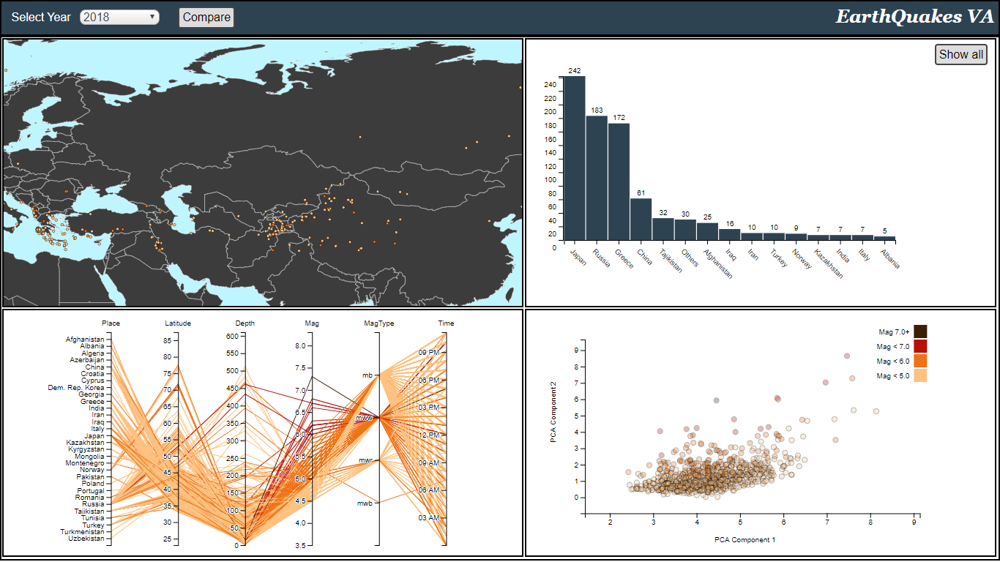 Select Year 2018 Compare EarthQuakes VA
Show all
242
183
172
61
32
30
25
16
10
10
9
7
7
7
5
240
220
200
180
160
140
120
100
80
60
40
20
0
Japan
Russia
Greece
China
Tajikistan
Others
Afghanistan
Iraq
Iran
Turkey
Norway
Kazakhstan
India
Italy
Albania
Place Latitude Depth Mag MagType Time
Afghanistan
Albania
Algeria
Azerbaijan
China
Croatia
Cyprus
Dem. Rep. Korea
Georgia
Greece
India
Iran
Iraq
Italy
Japan
Kazakhstan
Kyrgyzstan
Mongolia
Montenegro
Norway
Pakistan
Poland
Portugal
Romania
Russia
Tajikistan
Tunisia
Turkey
Turkmenistan
Uzbekistan
85
80
75
70
65
60
55
50
45
40
35
30
25
600
550
500
450
400
350
300
250
200
150
100
50
0
8.0
7.5
7.0
6.5
6.0
5.5
5.0
4.5
4.0
3.5
mb
mww
mwr
mwb
09 PM
06 PM
03 PM
12 PM
09 AM
06 AM
03 AM
Mag 7.0+
Mag < 7.0
Mag < 6.0
Mag < 5.0
PCA Component2
9
8
7
6
5
4
3
2
1
0
2 3 4 5 6 7 8 9
PCA Component 1